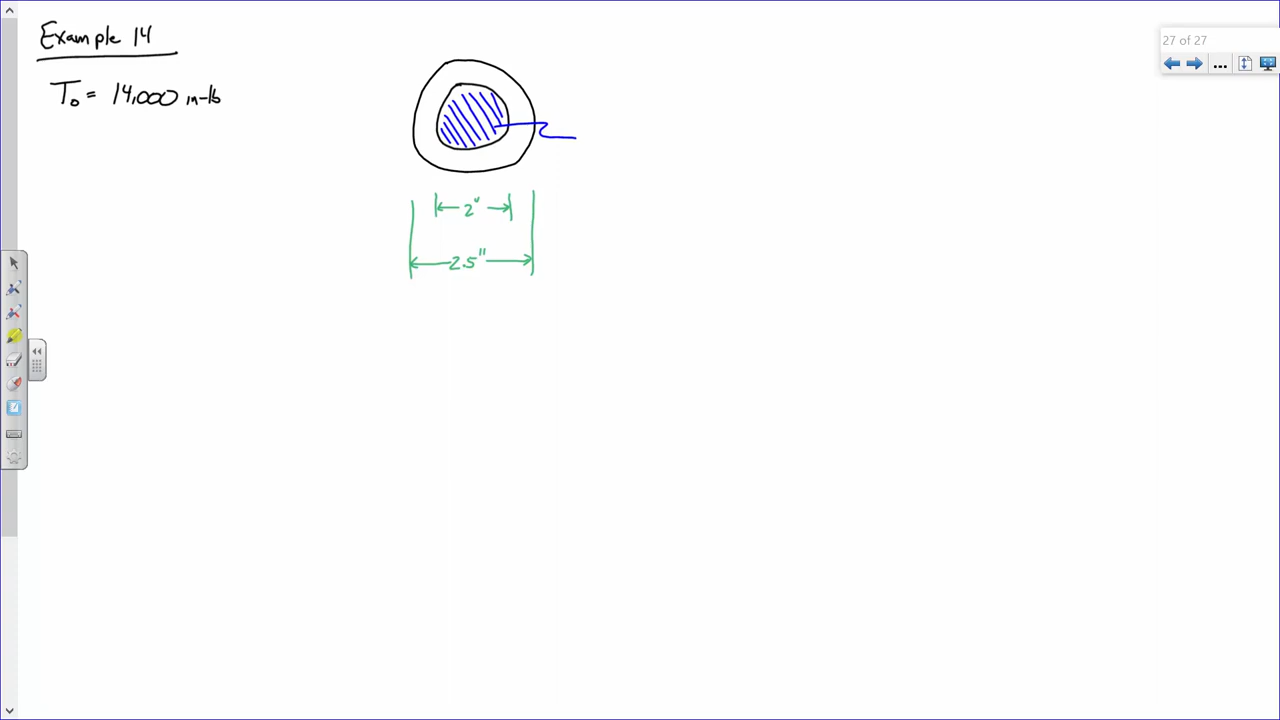 Example 14
T₀ = 14,000 in-lb
27 of 27
2"
2.5"